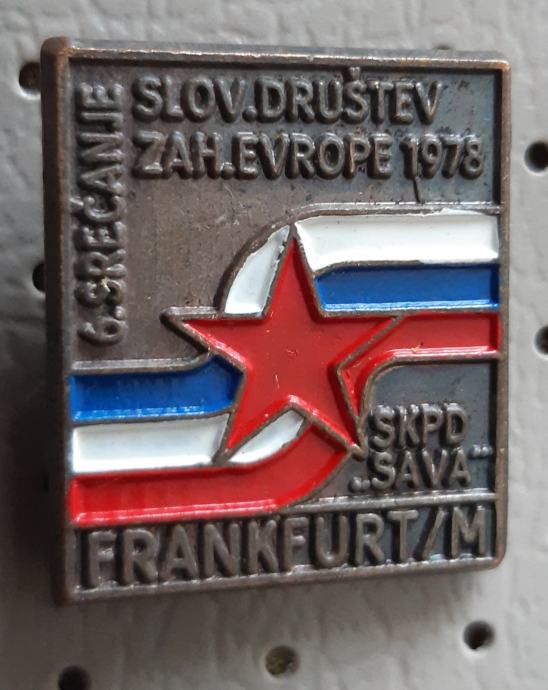 6.SREČANJE
SLOV.DRUŠTEV
ZAH.EVROPE 1978
SKPD
„SAVA”
FRANKFURT/M